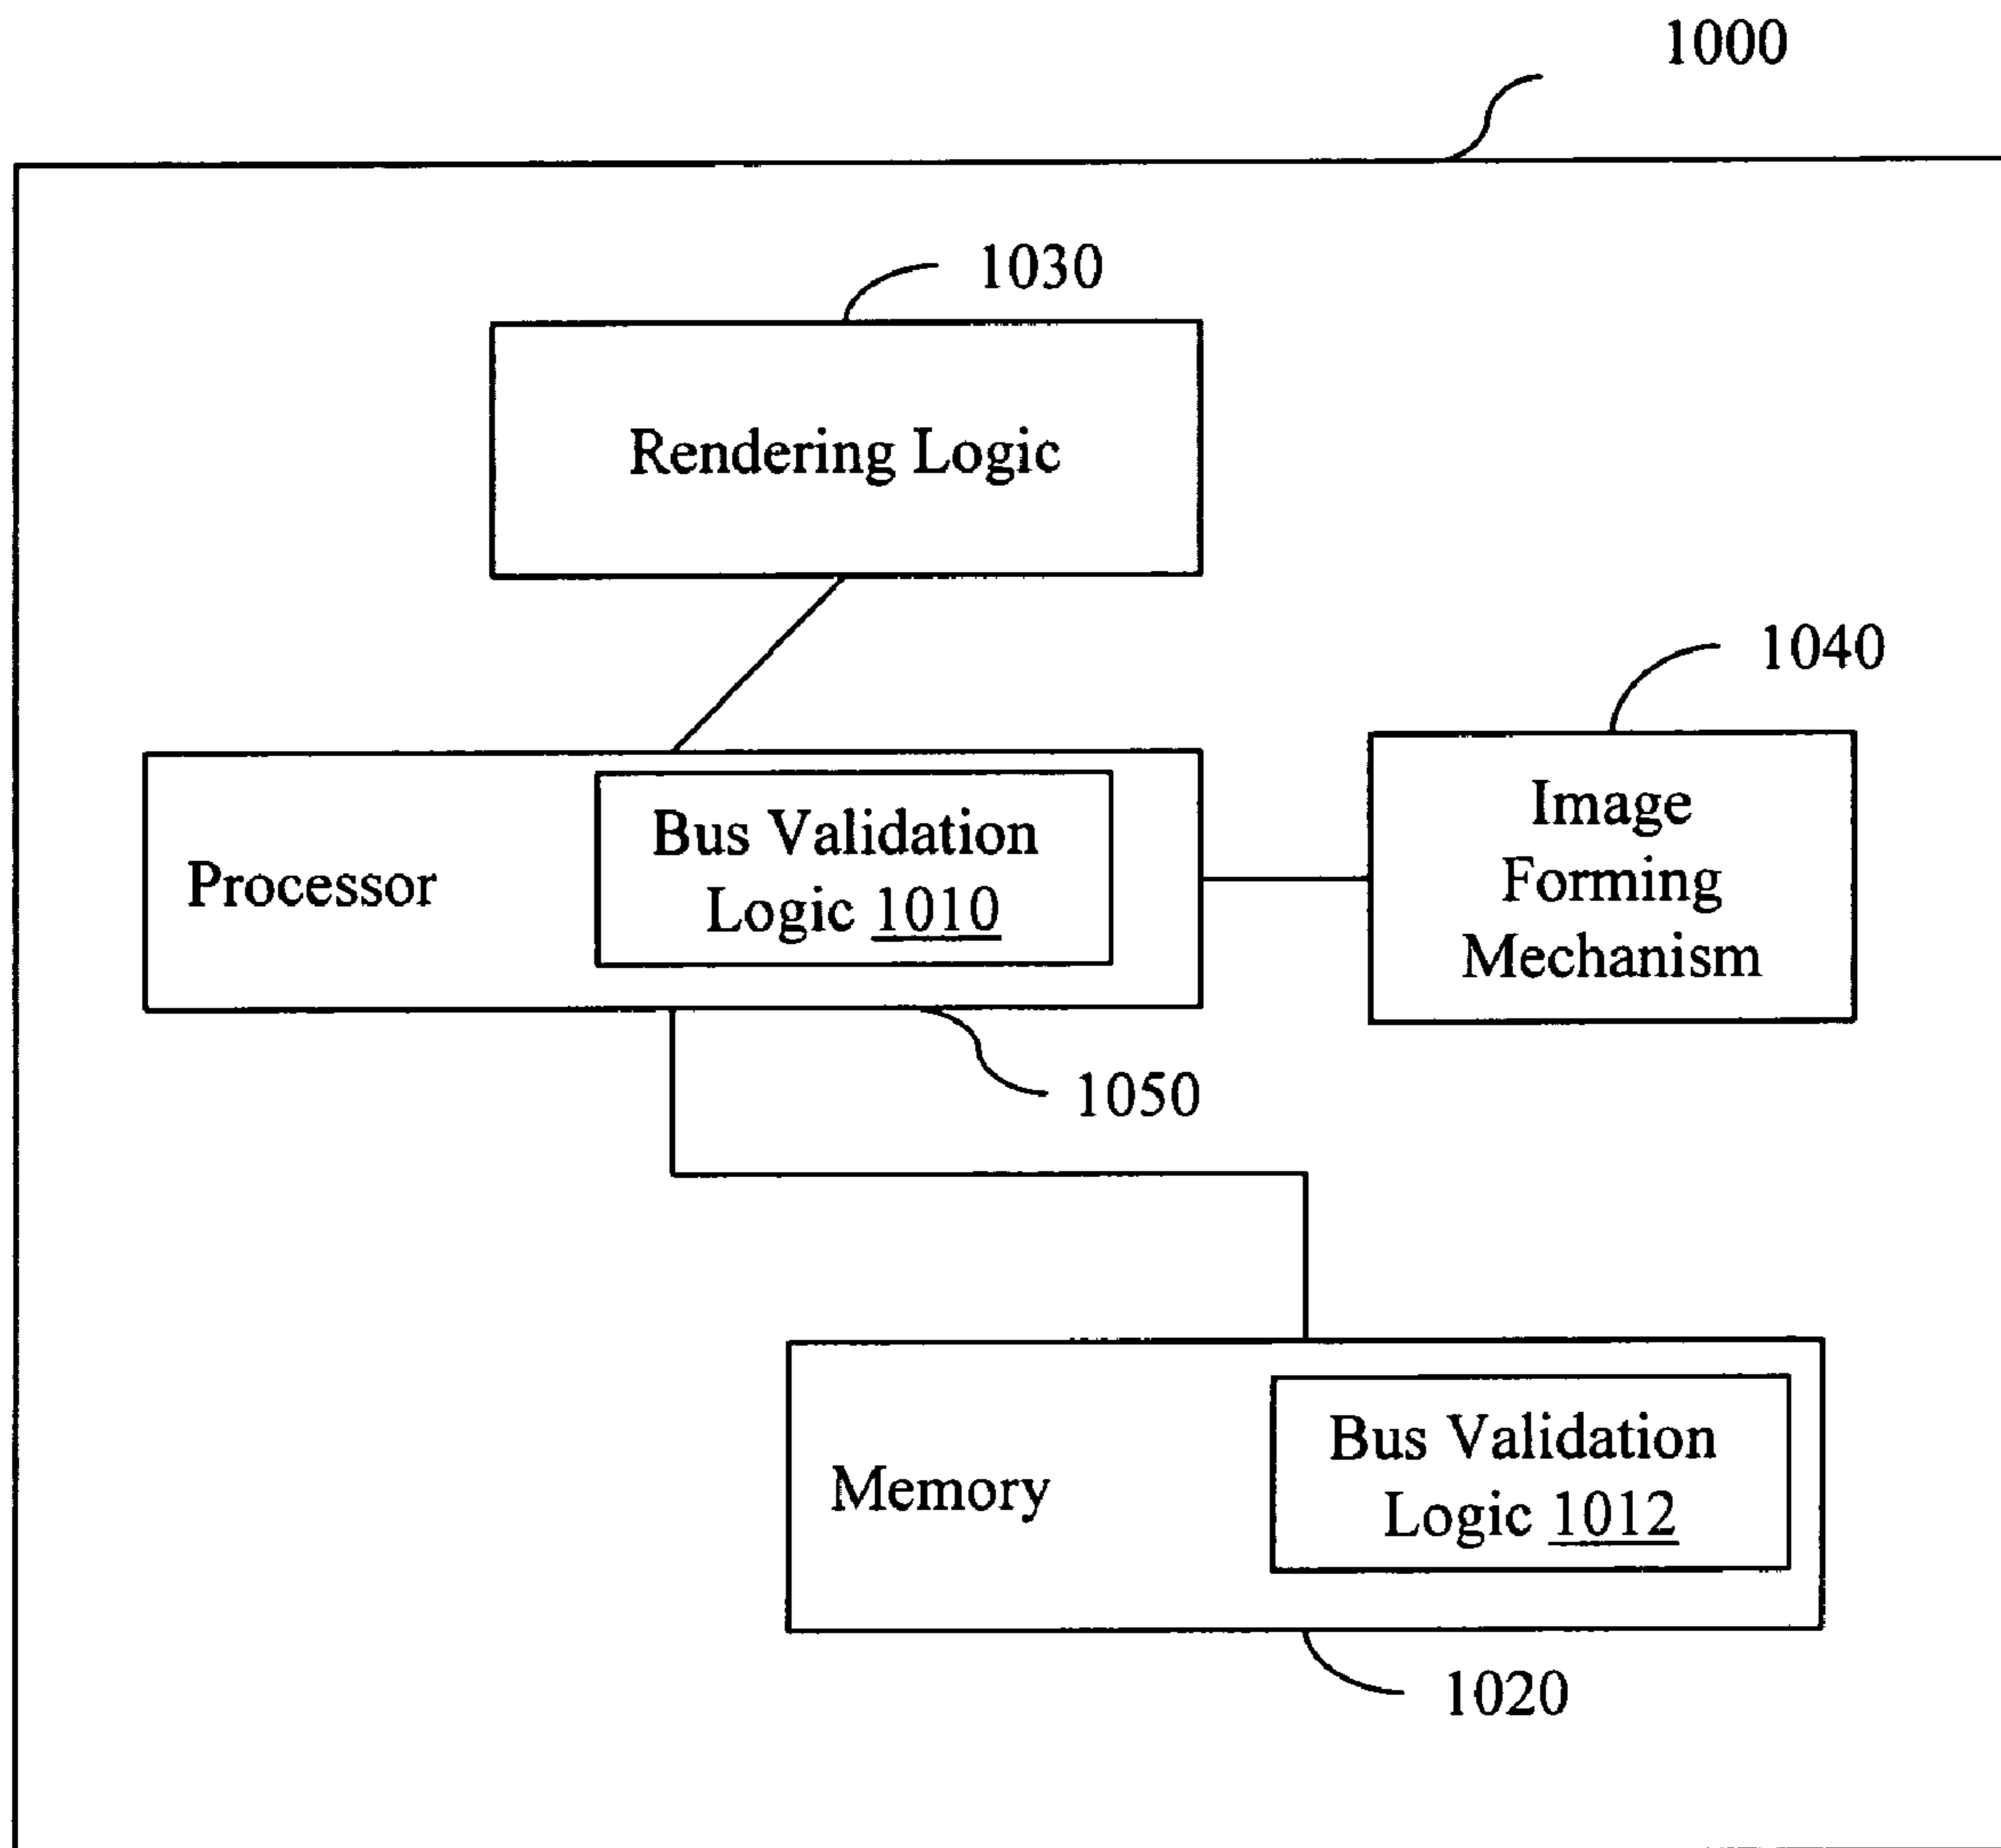 1000
1030
Rendering Logic
1040
Image
Forming
Mechanism
Processor
Bus Validation
Logic 1010
1050
Memory
Bus Validation
Logic 1012
1020